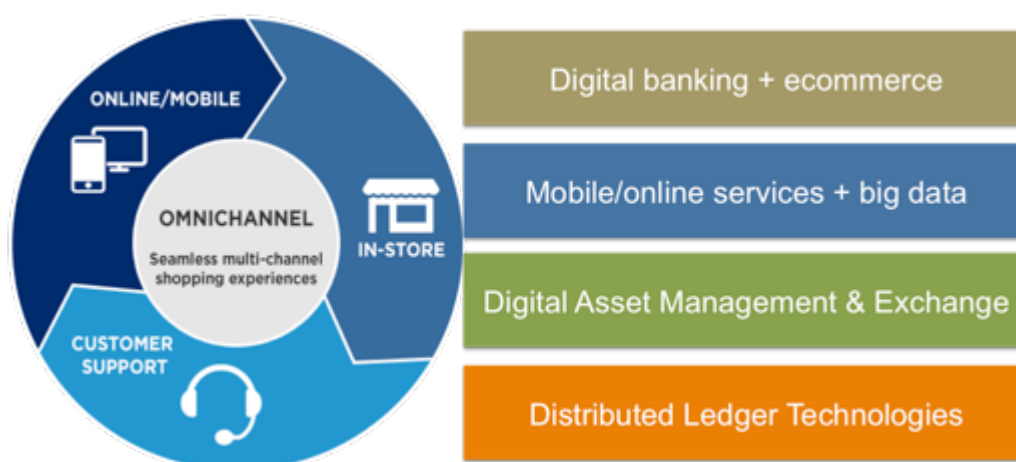 ONLINE/MOBILE
OMNICHANNEL
Seamless multi-channel
shopping experiences
IN-STORE
CUSTOMER
SUPPORT
Digital banking + ecommerce
Mobile/online services + big data
Digital Asset Management & Exchange
Distributed Ledger Technologies